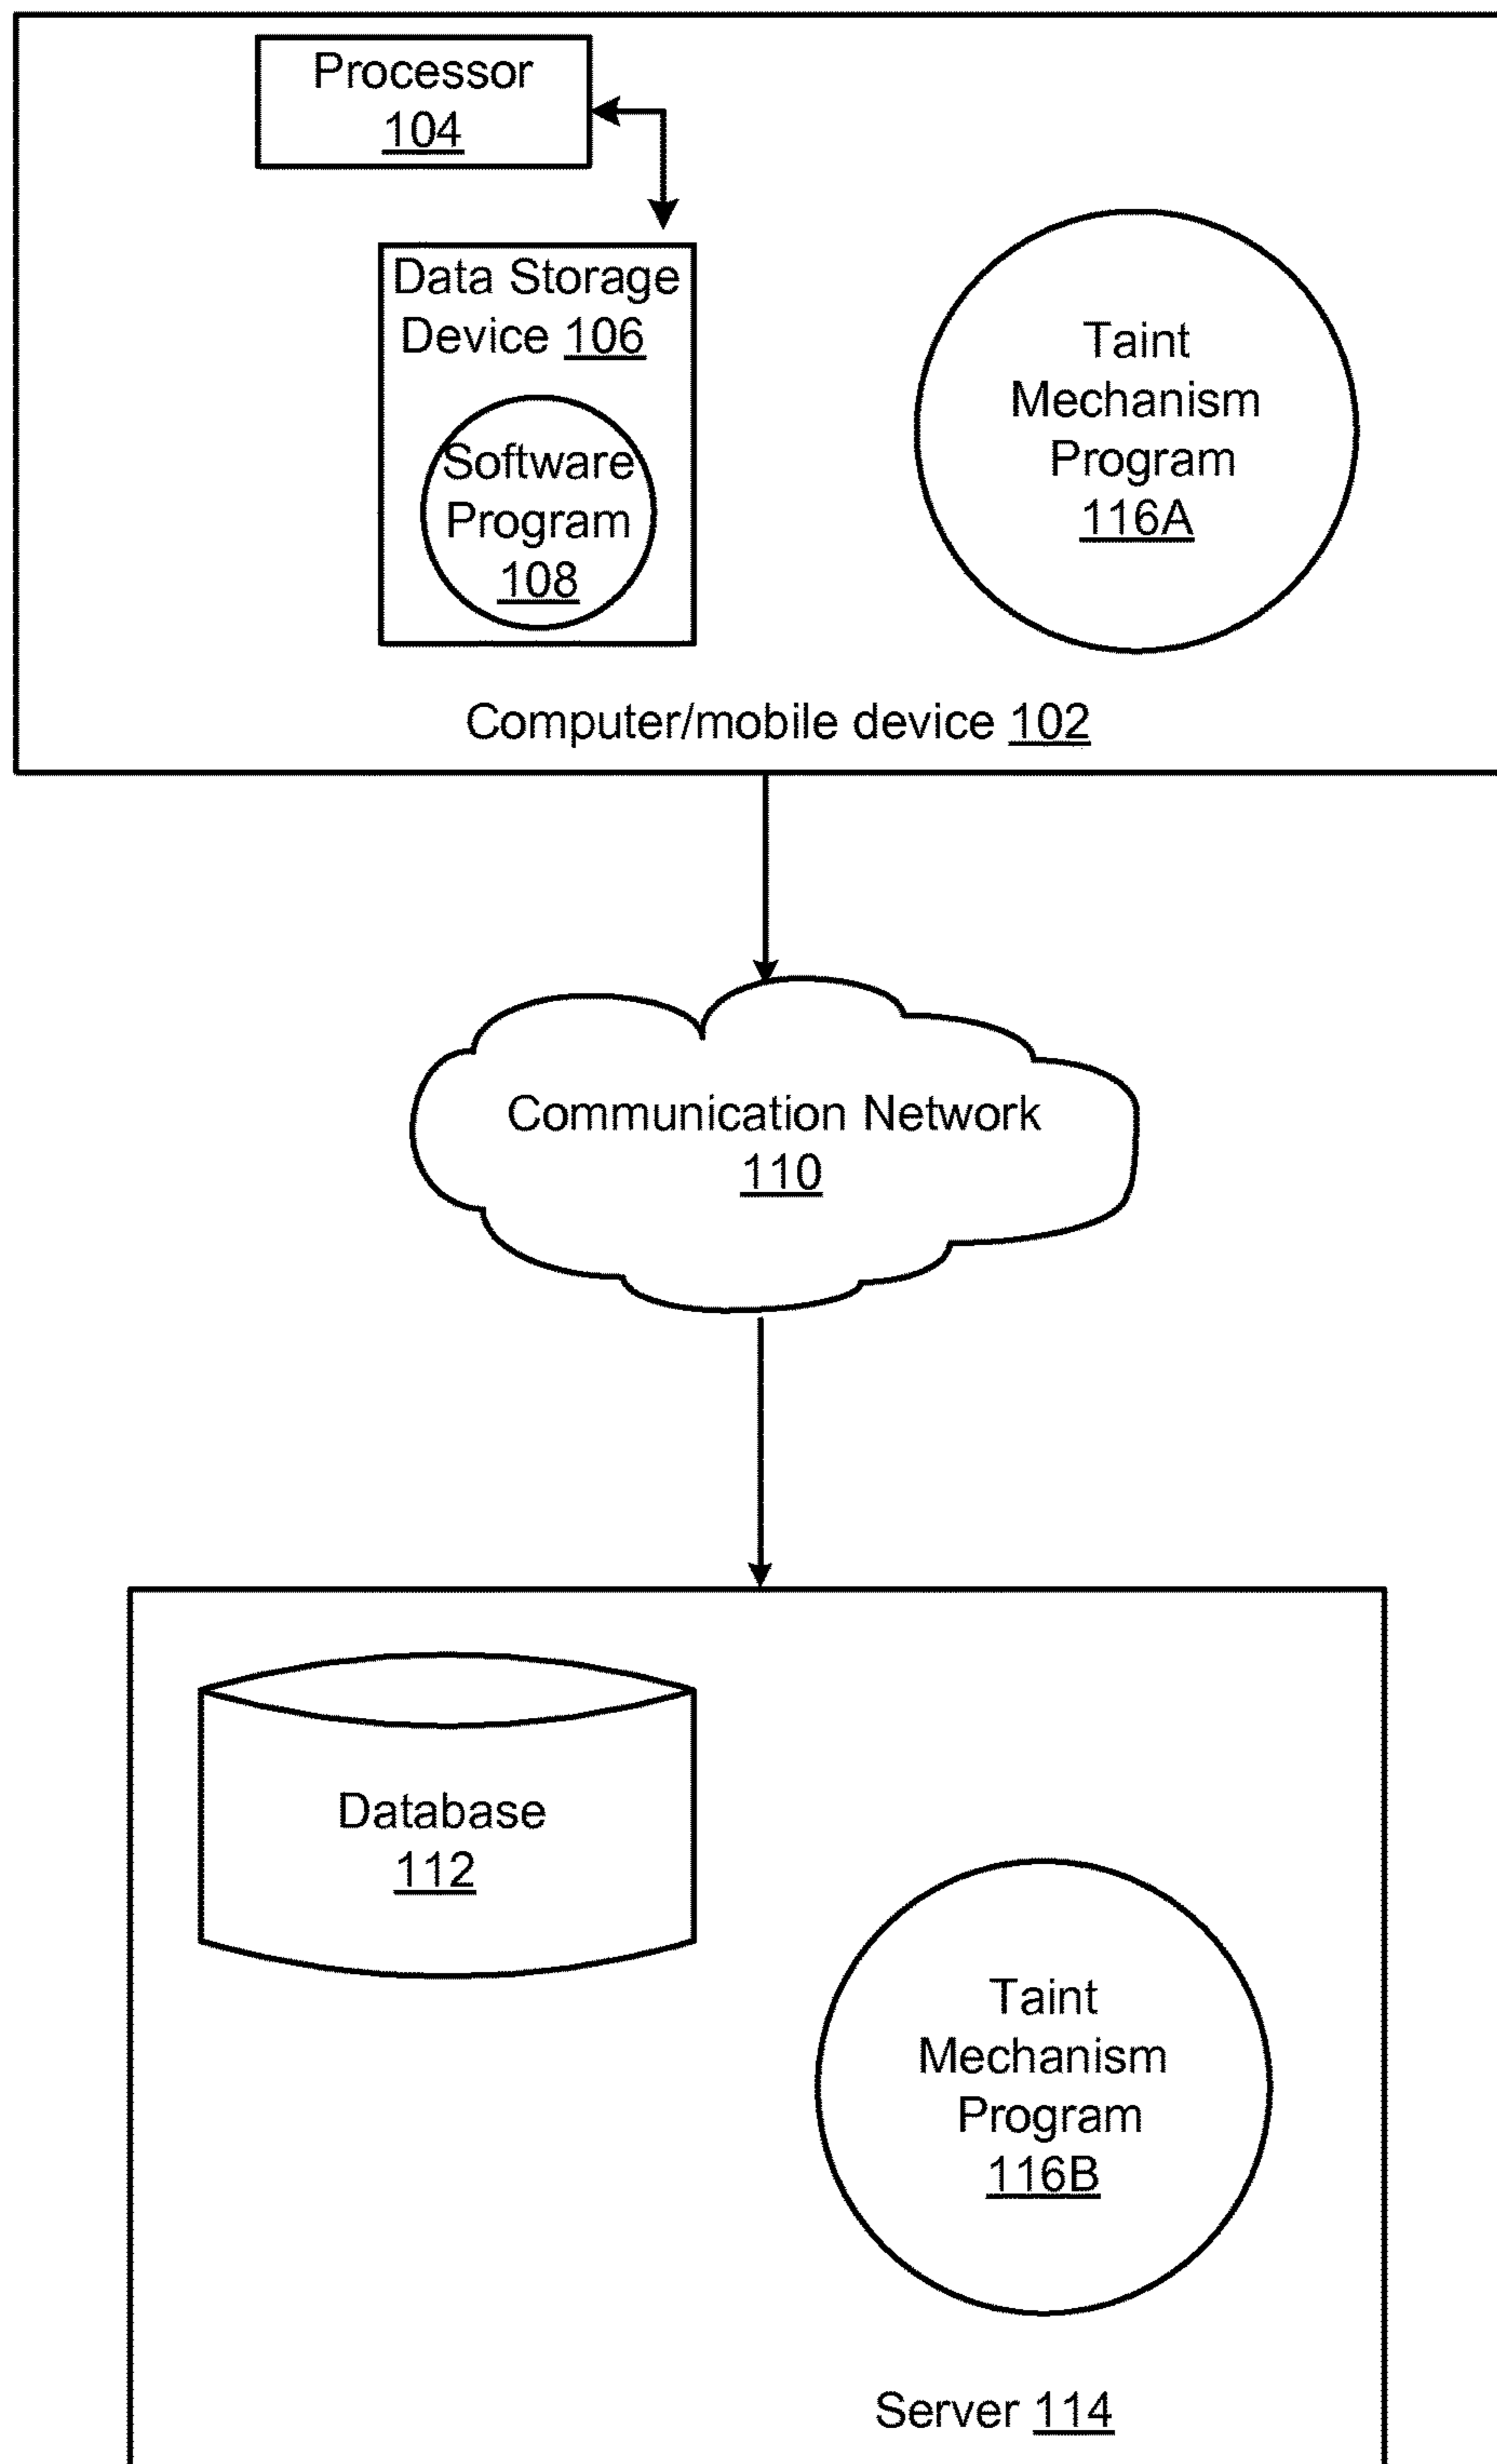 Processor
104
Data Storage
Device 106
Software
Program
108
Taint
Mechanism
Program
116A
Computer/mobile device 102
Communication Network
110
Database
112
Taint
Mechanism
Program
116B
Server 114